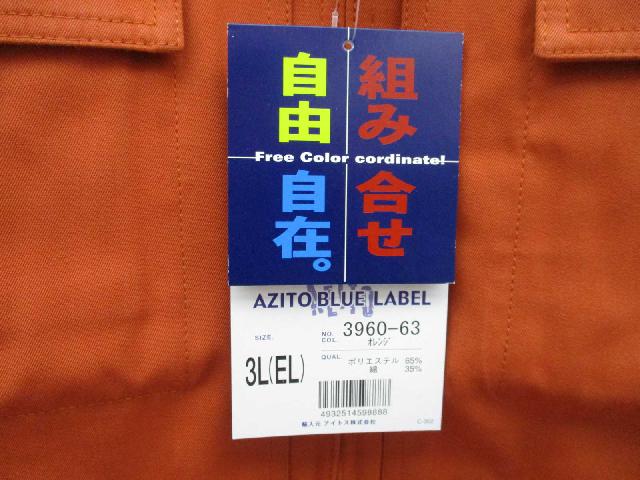 組み合せ
自由自在。
Free Color cordinate!
AZITO BLUE LABEL
SIZE.
3L(EL)
NO. 3960-63
COL. オレンジ
QUAL. ポリエステル 65%
綿 35%
4932514598888
輸入元 アイトス株式会社
C-302